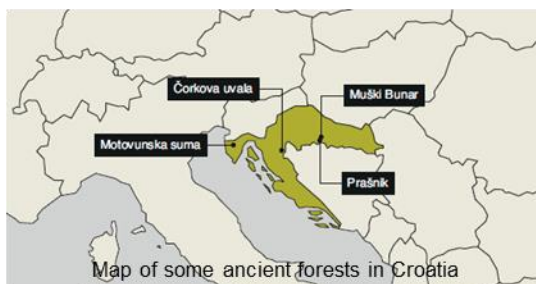 Čorkova uvala
Muški Bunar
Motovunska suma
Prašnik
Map of some ancient forests in Croatia